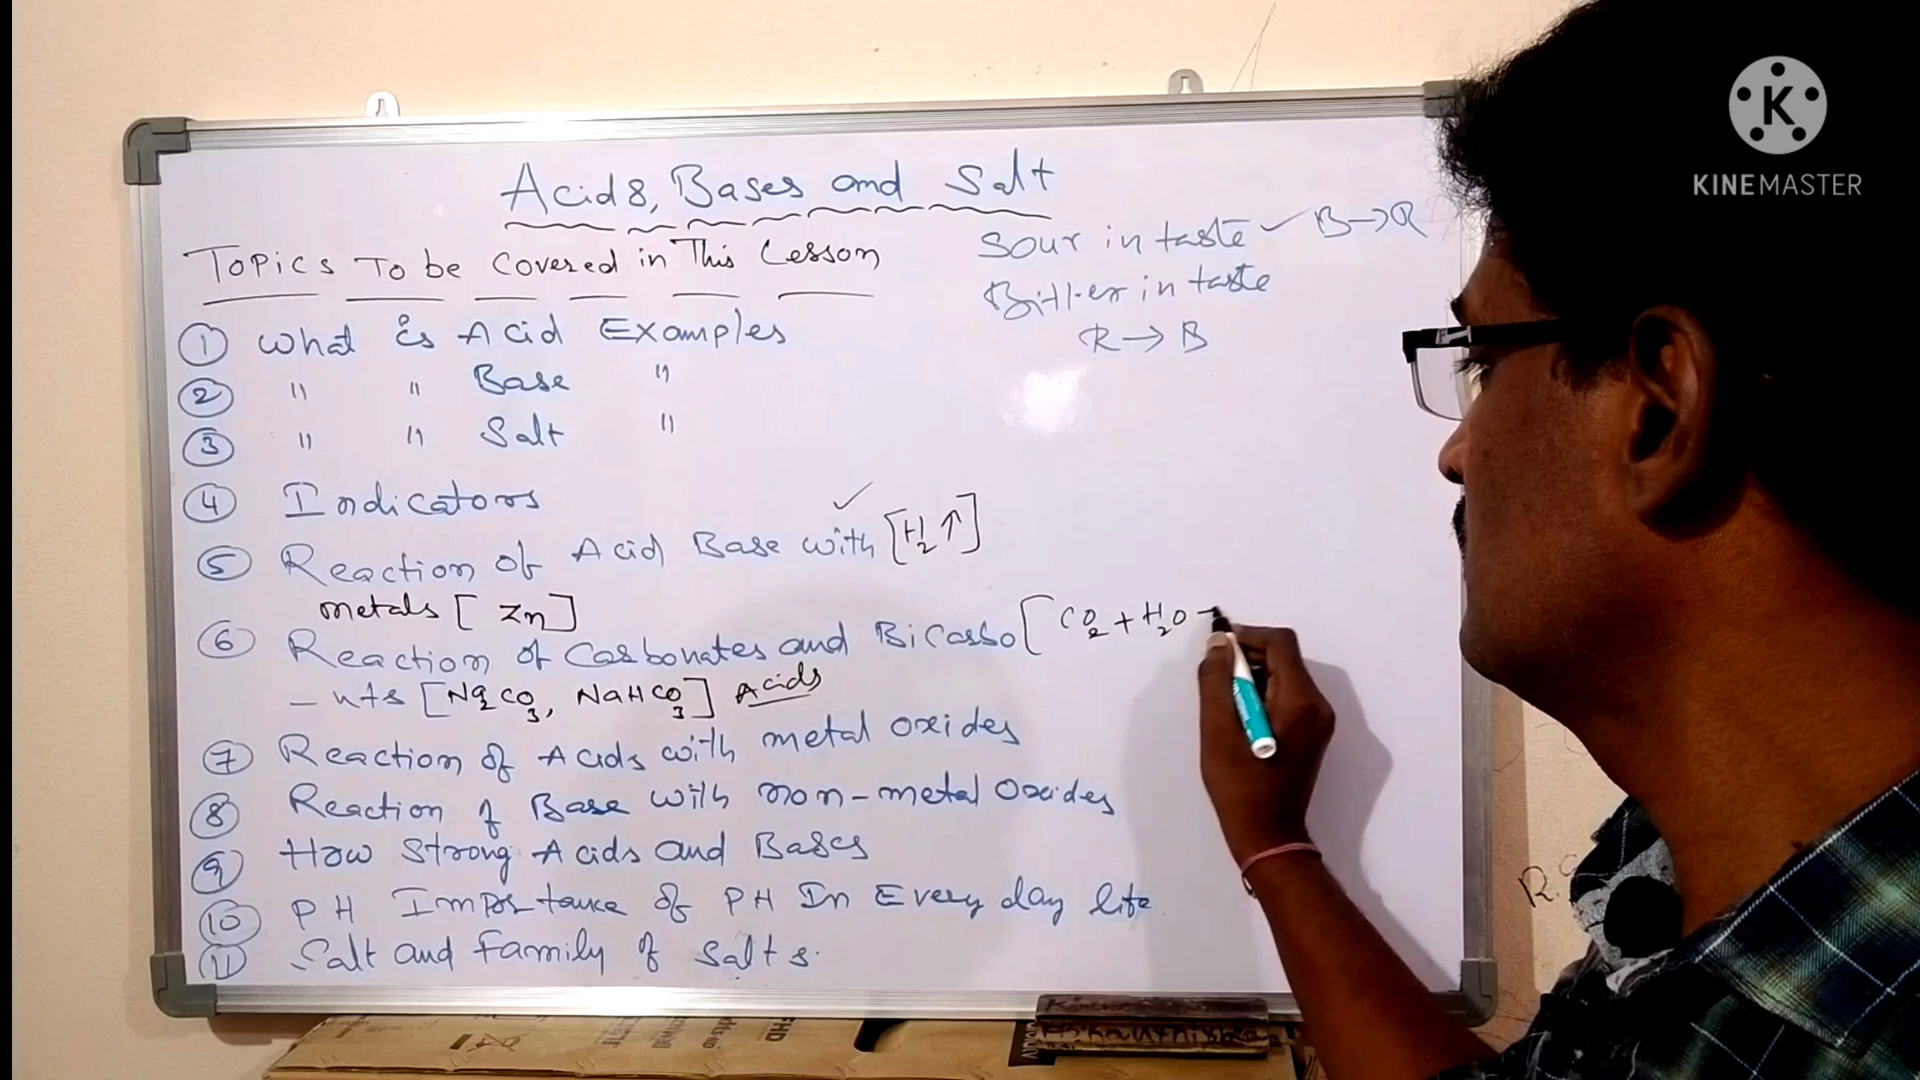 KINEMASTER
Acids, Bases and Salt
Topics To be Covered in This Lesson
Sour in taste ✓ B → R
Bitter in taste
R → B
① What is Acid Examples
② " " Base "
③ " " Salt "
④ Indicators
⑤ Reaction of Acid Base with ✓ [H₂↑]
metals [Zn]
⑥ Reaction of Carbonates and Bicarbo [CO₂ + H₂O
- nts [Na₂CO₃, NaHCO₃] Acids
⑦ Reaction of Acids with metal oxides
⑧ Reaction of Base with non-metal Oxides
⑨ How Strong Acids and Bases
⑩ PH Importance of PH In Every day life
⑪ Salt and Family of Salts.